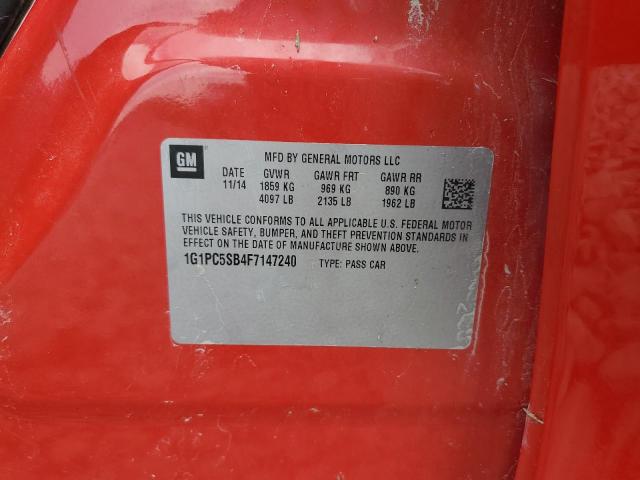 GM
MFD BY GENERAL MOTORS LLC
DATE GVWR GAWR FRT GAWR RR
11/14 1859 KG 969 KG 890 KG
4097 LB 2135 LB 1962 LB
THIS VEHICLE CONFORMS TO ALL APPLICABLE U.S. FEDERAL MOTOR
VEHICLE SAFETY, BUMPER, AND THEFT PREVENTION STANDARDS IN
EFFECT ON THE DATE OF MANUFACTURE SHOWN ABOVE.
1G1PC5SB4F7147240 TYPE: PASS CAR